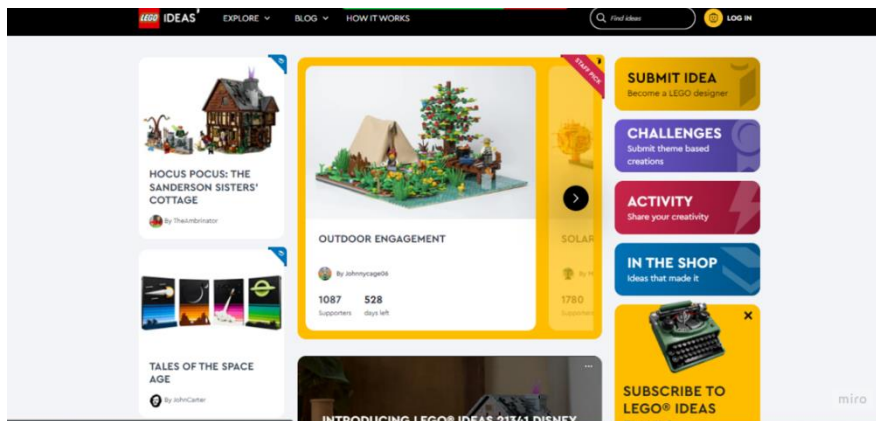 LEGO IDEAS
EXPLORE
BLOG
HOW IT WORKS
Find ideas
LOG IN
HOCUS POCUS: THE
SANDERSON SISTERS'
COTTAGE
By TheAmbrinator
TALES OF THE SPACE
AGE
By JohnCarter
STAFF PICK
OUTDOOR ENGAGEMENT
By Johnnycage06
1087
528
Supporters
days left
SOLAR
By
1780
Supporters
INTRODUCING LEGO® IDEAS 21341 DISNEY
SUBMIT IDEA
Become a LEGO designer
CHALLENGES
Submit theme based
creations
ACTIVITY
Share your creativity
IN THE SHOP
Ideas that made it
SUBSCRIBE TO
LEGO® IDEAS
miro